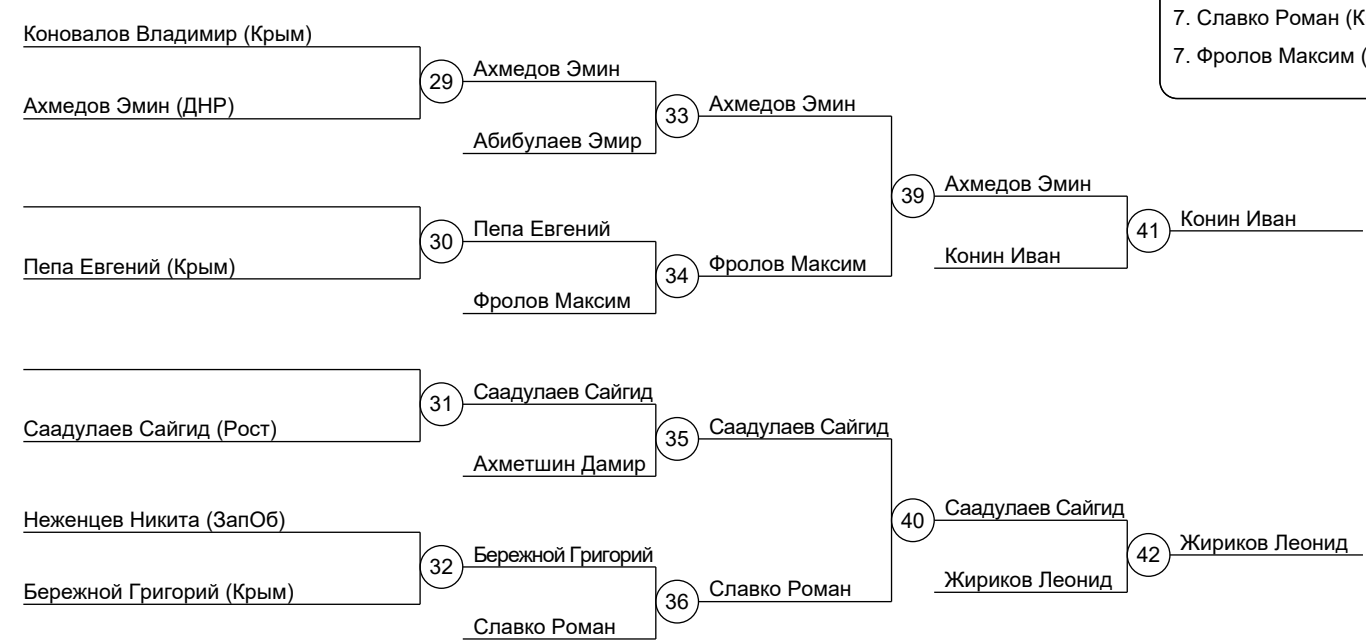 7. Славко Роман (К
7. Фролов Максим (
Коновалов Владимир (Крым)
29
Ахмедов Эмин
Ахмедов Эмин (ДНР)
33
Ахмедов Эмин
Абибулаев Эмир
39
Ахмедов Эмин
30
Пепа Евгений
Пепа Евгений (Крым)
34
Фролов Максим
Фролов Максим
Конин Иван
41
Конин Иван
31
Саадулаев Сайгид
Саадулаев Сайгид (Рост)
35
Саадулаев Сайгид
Ахметшин Дамир
40
Саадулаев Сайгид
Неженцев Никита (ЗапОб)
32
Бережной Григорий
Бережной Григорий (Крым)
36
Славко Роман
Славко Роман
Жириков Леонид
42
Жириков Леонид